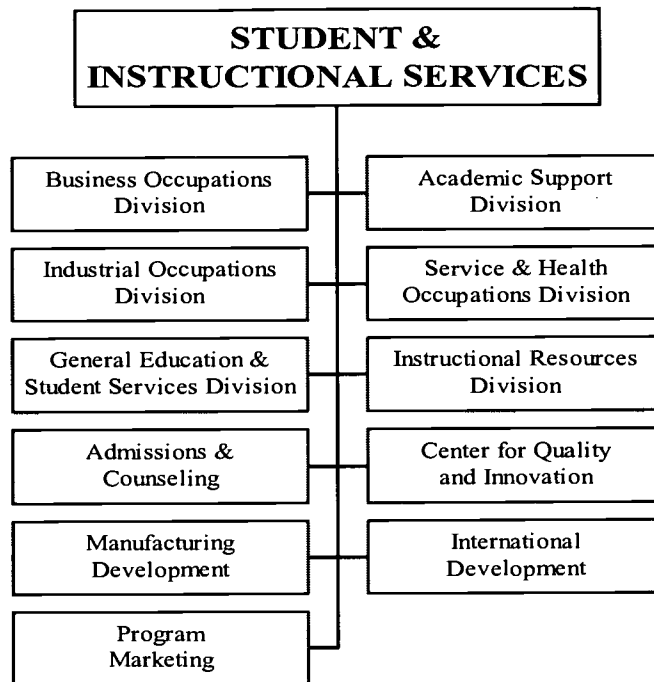 STUDENT &
INSTRUCTIONAL SERVICES
Business Occupations
Division
Academic Support
Division
Industrial Occupations
Division
Service & Health
Occupations Division
General Education &
Student Services Division
Instructional Resources
Division
Admissions &
Counseling
Center for Quality
and Innovation
Manufacturing
Development
International
Development
Program
Marketing